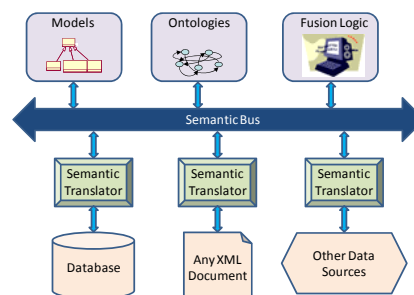 Models
Ontologies
Fusion Logic
Semantic Bus
Semantic
Translator
Semantic
Translator
Semantic
Translator
Database
Any XML
Document
Other Data
Sources